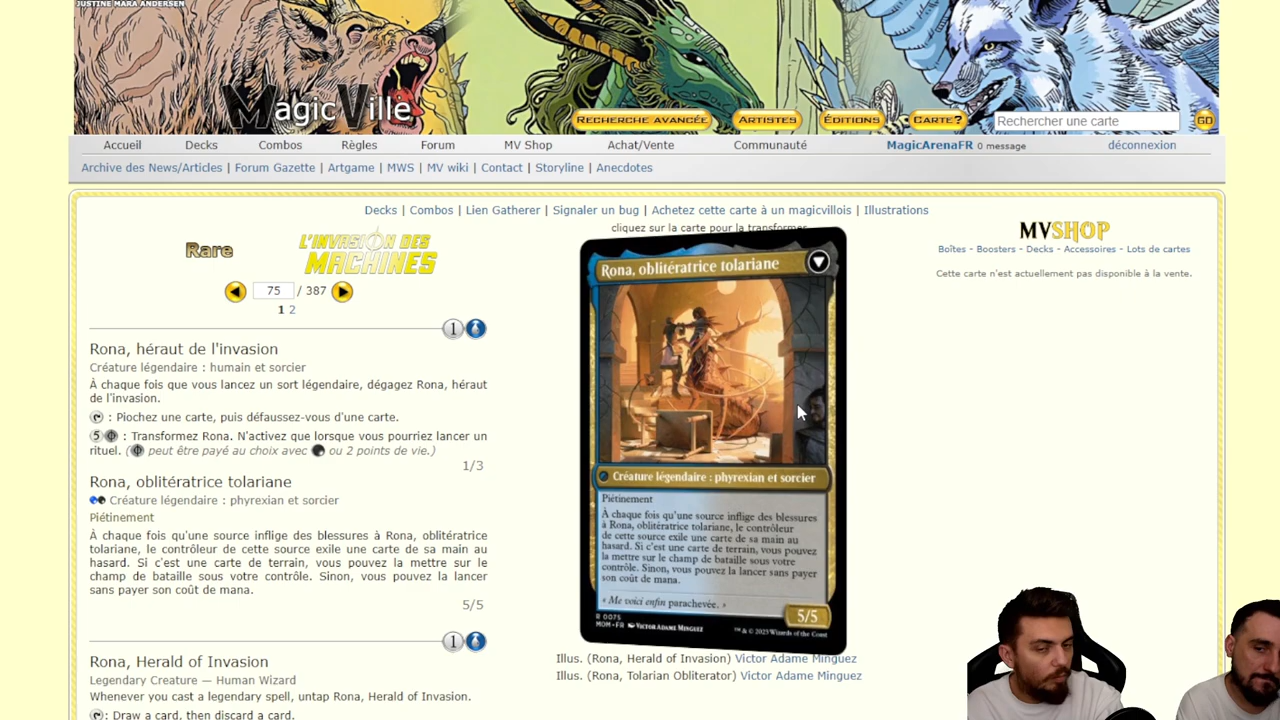 JUSTINE MARA ANDERSEN
MagicVille
RECHERCHE AVANCÉE
ARTISTES
ÉDITIONS
CARTE?
Rechercher une carte
GO
Accueil
Decks
Combos
Règles
Forum
MV Shop
Achat/Vente
Communauté
MagicArenaFR 0 message
déconnexion
Archive des News/Articles | Forum Gazette | Artgame | MWS | MV wiki | Contact | Storyline | Anecdotes
Decks | Combos | Lien Gatherer | Signaler un bug | Achetez cette carte à un magicvillois | Illustrations
Rare
L'INVASION DES
MACHINES
75 / 387
1 2
1
Rona, héraut de l'invasion
Créature légendaire : humain et sorcier
À chaque fois que vous lancez un sort légendaire, dégagez Rona, héraut
de l'invasion.
: Piochez une carte, puis défaussez-vous d'une carte.
5 : Transformez Rona. N'activez que lorsque vous pourriez lancer un
rituel. ( peut être payé au choix avec ou 2 points de vie.)
1/3
Rona, oblitératrice tolariane
Créature légendaire : phyrexian et sorcier
Piétinement
À chaque fois qu'une source inflige des blessures à Rona, oblitératrice
tolariane, le contrôleur de cette source exile une carte de sa main au
hasard. Si c'est une carte de terrain, vous pouvez la mettre sur le
champ de bataille sous votre contrôle. Sinon, vous pouvez la lancer
sans payer son coût de mana.
5/5
1
Rona, Herald of Invasion
Legendary Creature — Human Wizard
Whenever you cast a legendary spell, untap Rona, Herald of Invasion.
: Draw a card, then discard a card.
cliquez sur la carte pour la transformer
Rona, oblitératrice tolariane
Créature légendaire : phyrexian et sorcier
Piétinement
À chaque fois qu'une source inflige des blessures
à Rona, oblitératrice tolariane, le contrôleur
de cette source exile une carte de sa main au
hasard. Si c'est une carte de terrain, vous pouvez
la mettre sur le champ de bataille sous votre
contrôle. Sinon, vous pouvez la lancer sans payer
son coût de mana.
« Me voici enfin parachevée. »
5/5
R 0075
MOM • FR VICTOR ADAME MINGUEZ
™ & © 2023 Wizards of the Coast
Illus. (Rona, Herald of Invasion) Victor Adame Minguez
Illus. (Rona, Tolarian Obliterator) Victor Adame Minguez
MVSHOP
Boîtes - Boosters - Decks - Accessoires - Lots de cartes
Cette carte n'est actuellement pas disponible à la vente.